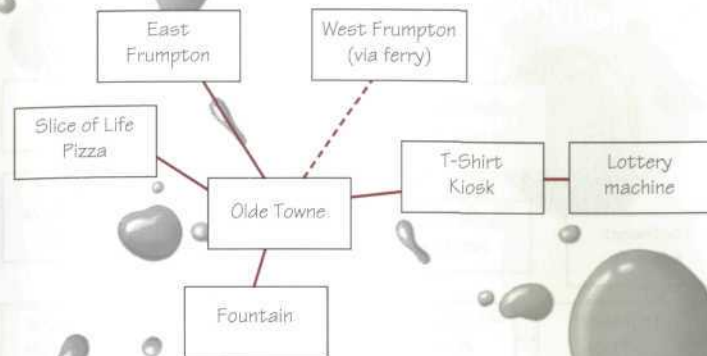 East
Frumpton
West Frumpton
(via ferry)
Slice of Life
Pizza
T-Shirt
Kiosk
Lottery
machine
Olde Towne
Fountain